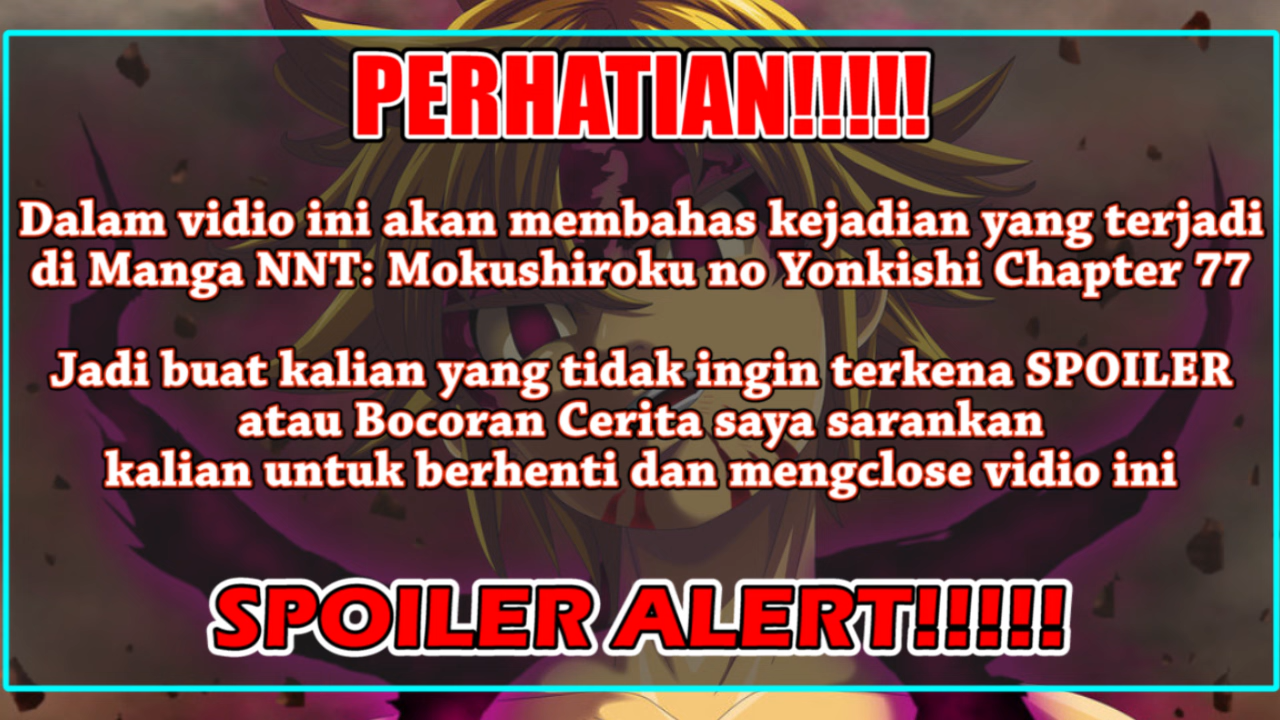 PERHATIAN!!!!!
Dalam vidio ini akan membahas kejadian yang terjadi
di Manga NNT: Mokushiroku no Yonkishi Chapter 77
Jadi buat kalian yang tidak ingin terkena SPOILER
atau Bocoran Cerita saya sarankan
kalian untuk berhenti dan mengclose vidio ini
SPOILER ALERT!!!!!